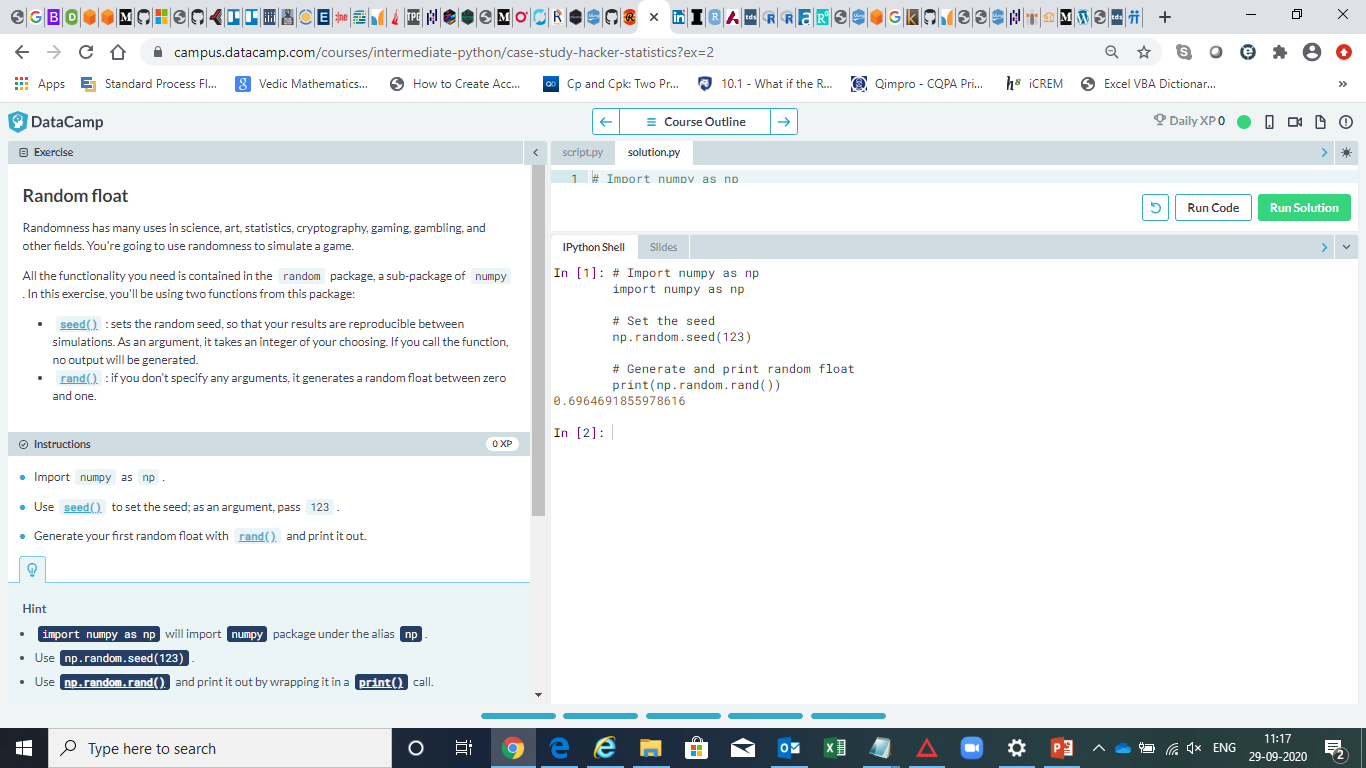 campus.datacamp.com/courses/intermediate-python/case-study-hacker-statistics?ex=2
Apps
Standard Process Fl...
Vedic Mathematics...
How to Create Acc...
Cp and Cpk: Two Pr...
10.1 - What if the R...
Qimpro - CQPA Pri...
iCREM
Excel VBA Dictionar...
»
DataCamp
Course Outline
Daily XP 0
Exercise
script.py
solution.py
Random float
Randomness has many uses in science, art, statistics, cryptography, gaming, gambling, and
other fields. You're going to use randomness to simulate a game.
All the functionality you need is contained in the random package, a sub-package of numpy
. In this exercise, you'll be using two functions from this package:
• seed() : sets the random seed, so that your results are reproducible between
simulations. As an argument, it takes an integer of your choosing. If you call the function,
no output will be generated.
• rand() : if you don't specify any arguments, it generates a random float between zero
and one.
Instructions
0 XP
• Import numpy as np .
• Use seed() to set the seed; as an argument, pass 123 .
• Generate your first random float with rand() and print it out.
Hint
• import numpy as np will import numpy package under the alias np .
• Use np.random.seed(123) .
• Use np.random.rand() and print it out by wrapping it in a print() call.
1 # Import numpy as np
Run Code
Run Solution
IPython Shell
Slides
In [1]: # Import numpy as np
import numpy as np
# Set the seed
np.random.seed(123)
# Generate and print random float
print(np.random.rand())
0.6964691855978616
In [2]:
Type here to search
ENG
11:17
29-09-2020
2